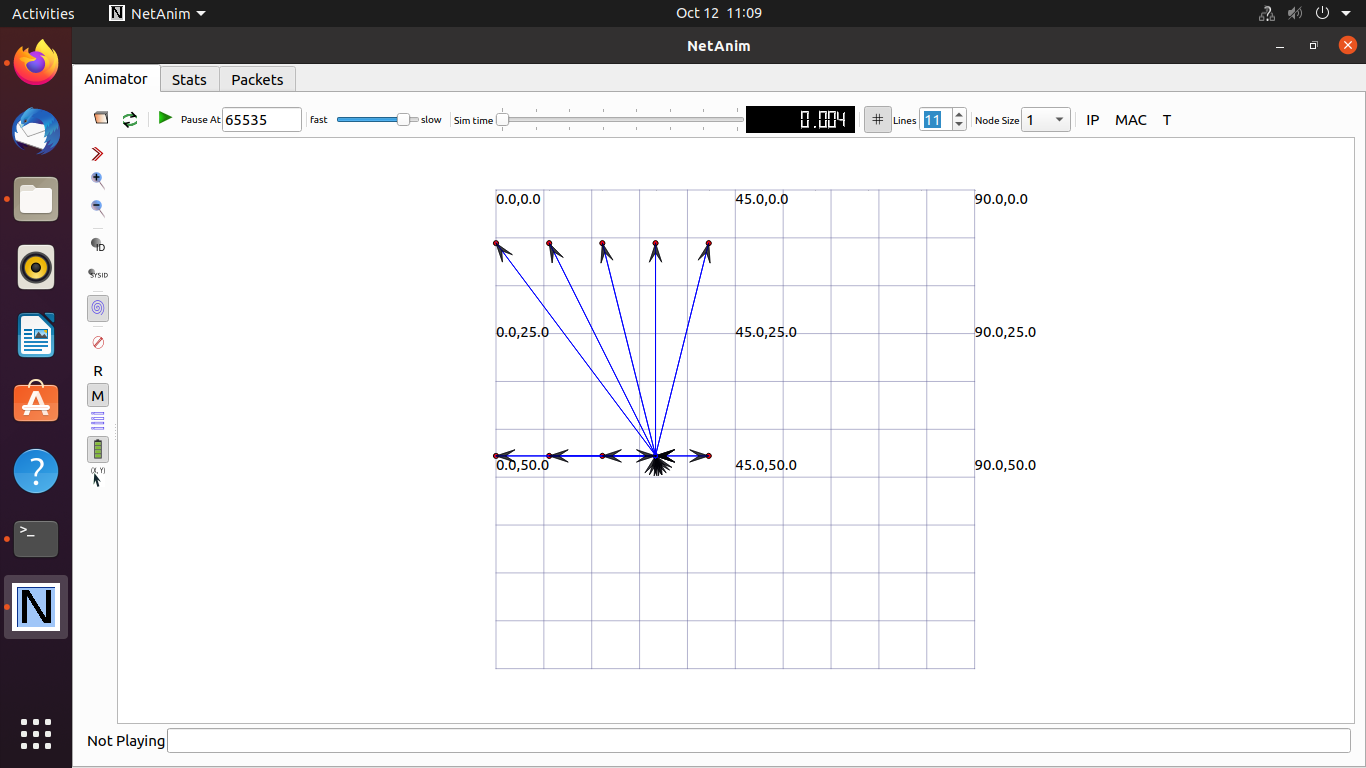 Activities NetAnim Oct 12 11:09
NetAnim
Animator Stats Packets
Pause At 65535 fast slow Sim time 0.004 # Lines 11 Node Size 1 IP MAC T
ID
SYSID
R
M
(X, Y)
0.0,0.0 45.0,0.0 90.0,0.0
0.0,25.0 45.0,25.0 90.0,25.0
0.0,50.0 45.0,50.0 90.0,50.0
?
>_
N
Not Playing